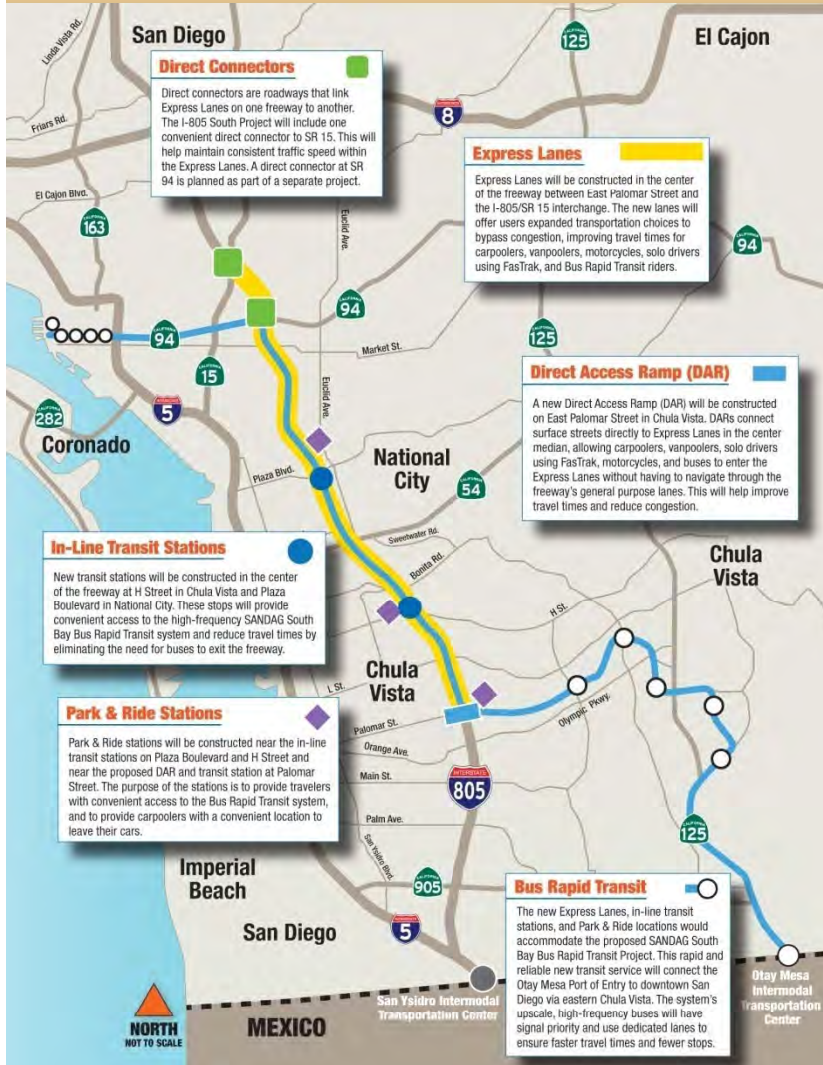 San Diego
El Cajon
Linda Vista Rd.
Friars Rd.
El Cajon Blvd.
CALIFORNIA
163
CALIFORNIA
125
INTERSTATE
8
Direct Connectors
Direct connectors are roadways that link
Express Lanes on one freeway to another.
The I-805 South Project will include one
convenient direct connector to SR 15. This will
help maintain consistent traffic speed within
the Express Lanes. A direct connector at SR
94 is planned as part of a separate project.
Express Lanes
Express Lanes will be constructed in the center
of the freeway between East Palomar Street and
the I-805/SR 15 interchange. The new lanes will
offer users expanded transportation choices to
bypass congestion, improving travel times for
carpoolers, vanpoolers, motorcycles, solo drivers
using FasTrak, and Bus Rapid Transit riders.
Euclid Ave.
CALIFORNIA
94
CALIFORNIA
94
CALIFORNIA
94
CALIFORNIA
125
Market St.
CALIFORNIA
15
INTERSTATE
5
CALIFORNIA
282
Coronado
Euclid Ave.
Plaza Blvd.
National
City
CALIFORNIA
54
Sweetwater Rd.
Bonita Rd.
H St.
Direct Access Ramp (DAR)
A new Direct Access Ramp (DAR) will be constructed
on East Palomar Street in Chula Vista. DARs connect
surface streets directly to Express Lanes in the center
median, allowing carpoolers, vanpoolers, solo drivers
using FasTrak, motorcycles, and buses to enter the
Express Lanes without having to navigate through the
freeway's general purpose lanes. This will help improve
travel times and reduce congestion.
Chula
Vista
In-Line Transit Stations
New transit stations will be constructed in the center
of the freeway at H Street in Chula Vista and Plaza
Boulevard in National City. These stops will provide
convenient access to the high-frequency SANDAG South
Bay Bus Rapid Transit system and reduce travel times by
eliminating the need for buses to exit the freeway.
Chula
Vista
L St.
Palomar St.
Orange Ave.
Main St.
Palm Ave.
Olympic Pkwy.
San Ysidro Blvd.
INTERSTATE
805
CALIFORNIA
125
Park & Ride Stations
Park & Ride stations will be constructed near the in-line
transit stations on Plaza Boulevard and H Street and
near the proposed DAR and transit station at Palomar
Street. The purpose of the stations is to provide travelers
with convenient access to the Bus Rapid Transit system,
and to provide carpoolers with a convenient location to
leave their cars.
Imperial
Beach
San Diego
CALIFORNIA
905
INTERSTATE
5
Bus Rapid Transit
The new Express Lanes, in-line transit
stations, and Park & Ride locations would
accommodate the proposed SANDAG South
Bay Bus Rapid Transit Project. This rapid and
reliable new transit service will connect the
Otay Mesa Port of Entry to downtown San
Diego via eastern Chula Vista. The system's
upscale, high-frequency buses will have
signal priority and use dedicated lanes to
ensure faster travel times and fewer stops.
San Ysidro Intermodal
Transportation Center
Otay Mesa
Intermodal
Transportation
Center
NORTH
NOT TO SCALE
MEXICO